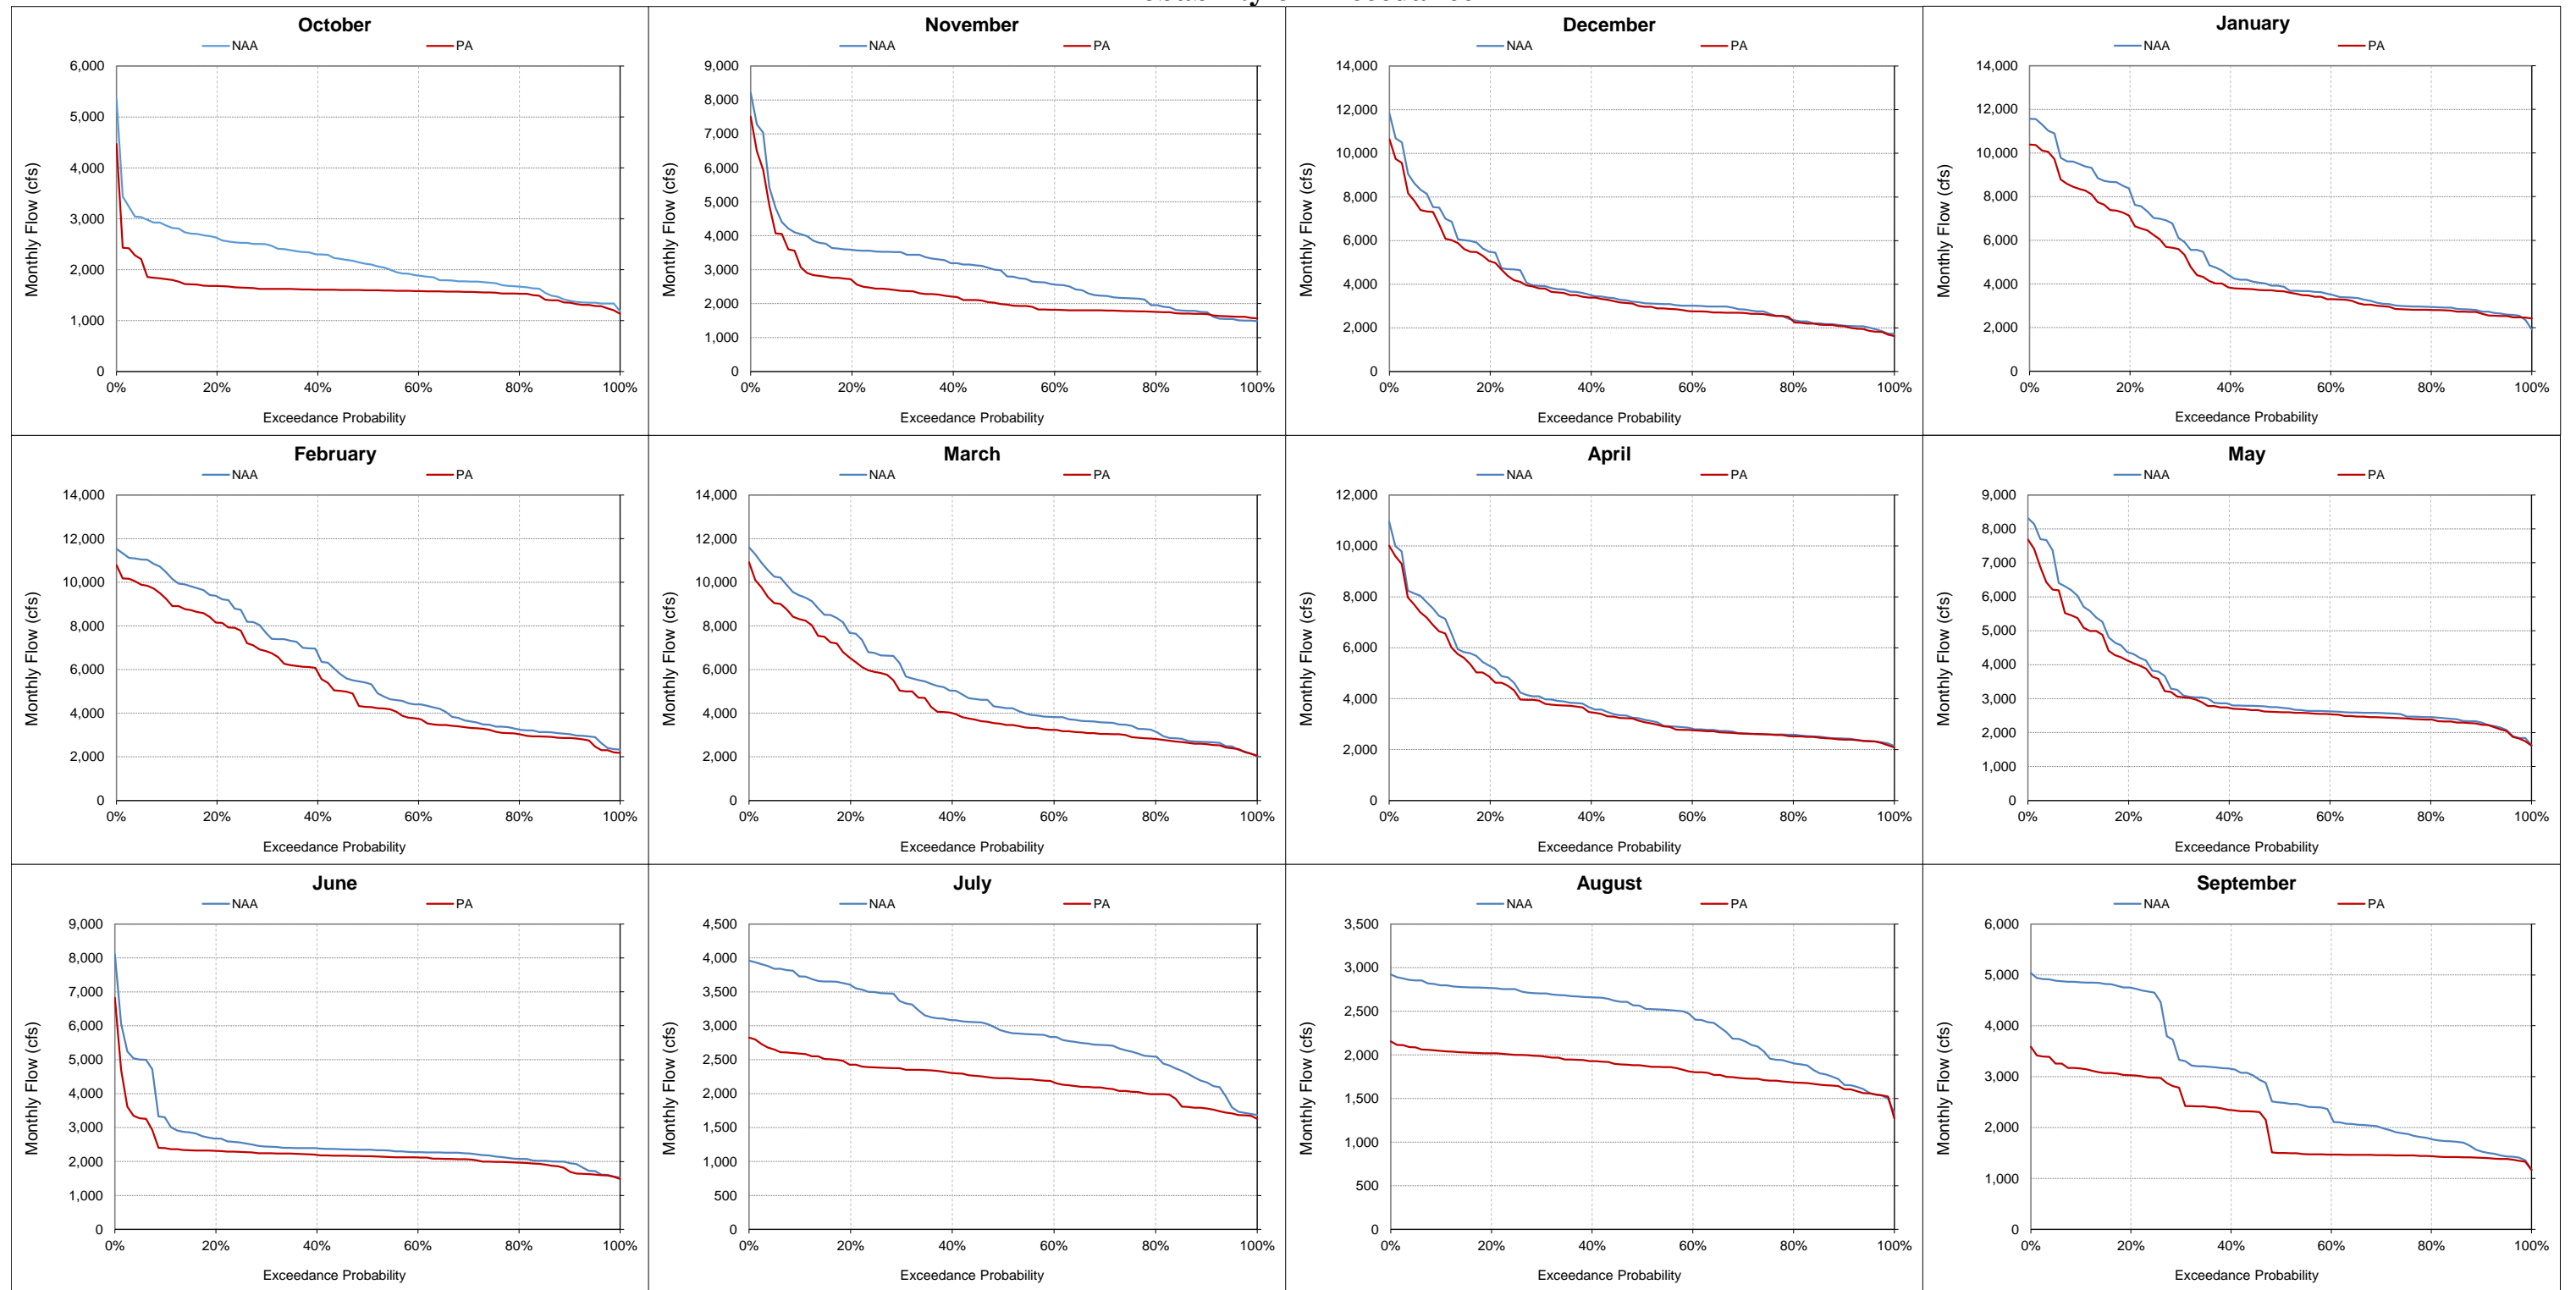 October
NAA PA
6,000
5,000
4,000
3,000
2,000
1,000
0
0% 20% 40% 60% 80% 100%
Monthly Flow (cfs)
Exceedance Probability
November
NAA PA
9,000
8,000
7,000
6,000
5,000
4,000
3,000
2,000
1,000
0
0% 20% 40% 60% 80% 100%
Monthly Flow (cfs)
Exceedance Probability
December
NAA PA
14,000
12,000
10,000
8,000
6,000
4,000
2,000
0
0% 20% 40% 60% 80% 100%
Monthly Flow (cfs)
Exceedance Probability
January
NAA PA
14,000
12,000
10,000
8,000
6,000
4,000
2,000
0
0% 20% 40% 60% 80% 100%
Monthly Flow (cfs)
Exceedance Probability
February
NAA PA
14,000
12,000
10,000
8,000
6,000
4,000
2,000
0
0% 20% 40% 60% 80% 100%
Monthly Flow (cfs)
Exceedance Probability
March
NAA PA
14,000
12,000
10,000
8,000
6,000
4,000
2,000
0
0% 20% 40% 60% 80% 100%
Monthly Flow (cfs)
Exceedance Probability
April
NAA PA
12,000
10,000
8,000
6,000
4,000
2,000
0
0% 20% 40% 60% 80% 100%
Monthly Flow (cfs)
Exceedance Probability
May
NAA PA
9,000
8,000
7,000
6,000
5,000
4,000
3,000
2,000
1,000
0
0% 20% 40% 60% 80% 100%
Monthly Flow (cfs)
Exceedance Probability
June
NAA PA
9,000
8,000
7,000
6,000
5,000
4,000
3,000
2,000
1,000
0
0% 20% 40% 60% 80% 100%
Monthly Flow (cfs)
Exceedance Probability
July
NAA PA
4,500
4,000
3,500
3,000
2,500
2,000
1,500
1,000
500
0
0% 20% 40% 60% 80% 100%
Monthly Flow (cfs)
Exceedance Probability
August
NAA PA
3,500
3,000
2,500
2,000
1,500
1,000
500
0
0% 20% 40% 60% 80% 100%
Monthly Flow (cfs)
Exceedance Probability
September
NAA PA
6,000
5,000
4,000
3,000
2,000
1,000
0
0% 20% 40% 60% 80% 100%
Monthly Flow (cfs)
Exceedance Probability